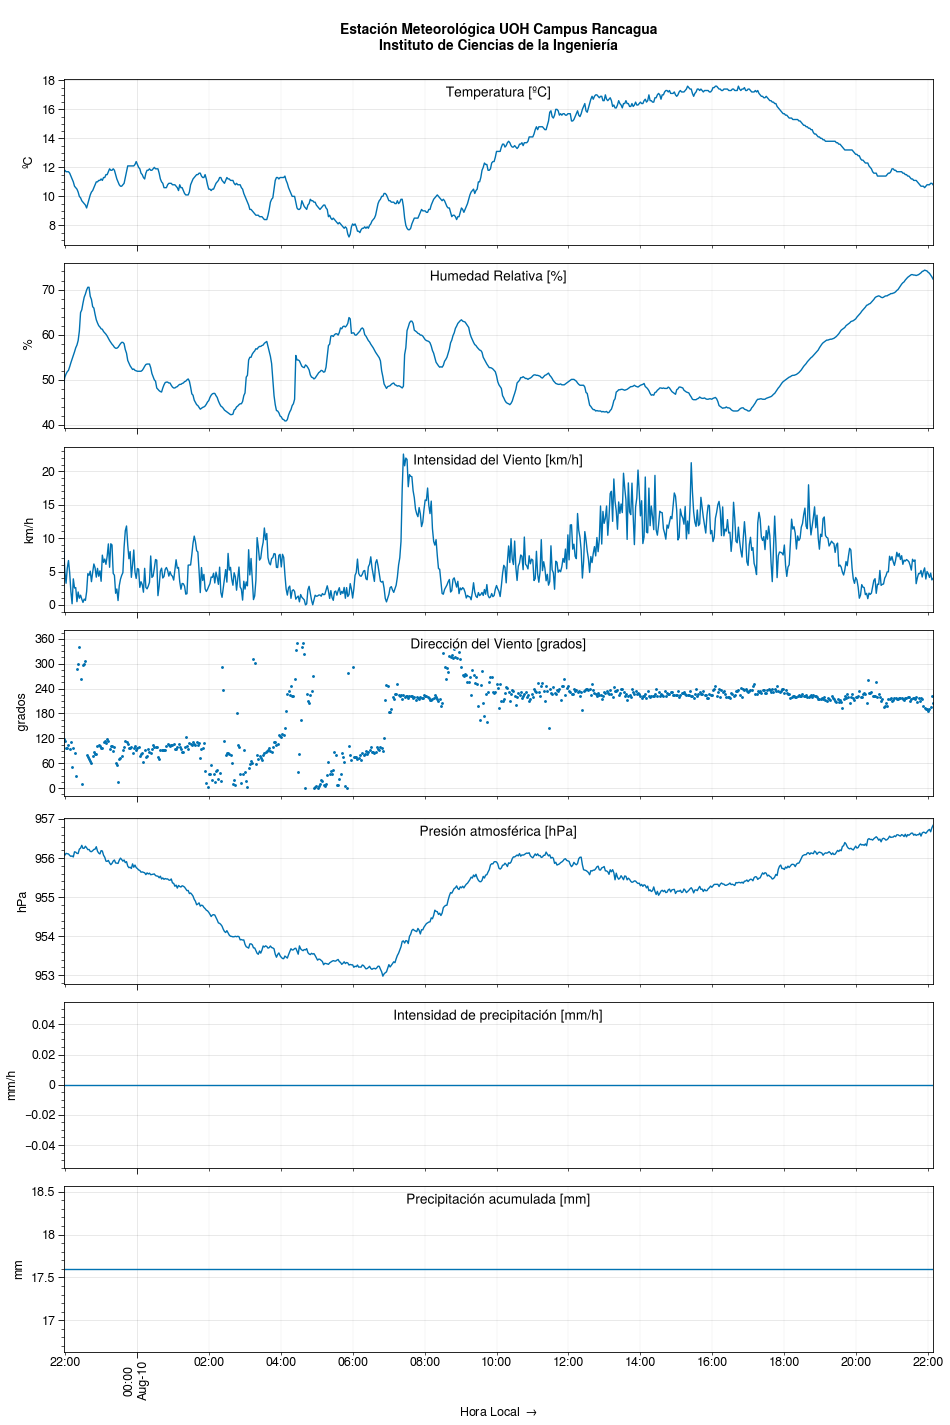 Estación Meteorológica UOH Campus Rancagua
Instituto de Ciencias de la Ingeniería
Temperatura [ºC]
ºC
18
16
14
12
10
8
Humedad Relativa [%]
%
70
60
50
40
Intensidad del Viento [km/h]
km/h
20
15
10
5
0
Dirección del Viento [grados]
grados
360
300
240
180
120
60
0
Presión atmosférica [hPa]
hPa
957
956
955
954
953
Intensidad de precipitación [mm/h]
mm/h
0.04
0.02
0
−0.02
−0.04
Precipitación acumulada [mm]
mm
18.5
18
17.5
17
22:00
00:00
Aug-10
02:00
04:00
06:00
08:00
10:00
12:00
14:00
16:00
18:00
20:00
22:00
Hora Local →